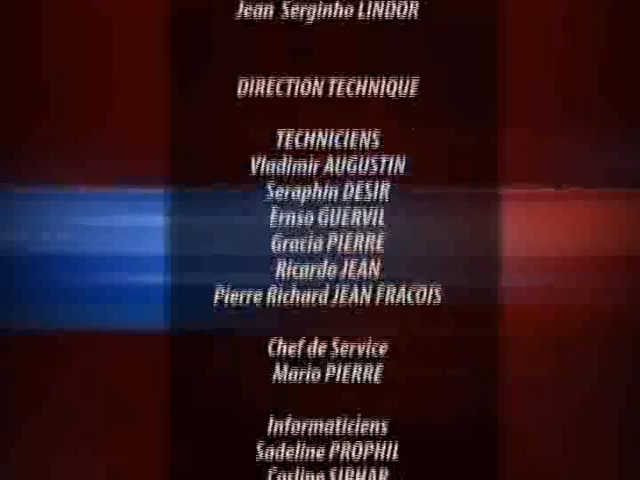 Jean Serginho LINDOR
DIRECTION TECHNIQUE
TECHNICIENS
Vladimir AUGUSTIN
Seraphin DESIR
Ernso GUERVIL
Gracia PIERRE
Ricardo JEAN
Pierre Richard JEAN FRACOIS
Chef de Service
Mario PIERRE
Informaticiens
Sadeline PROPHIL